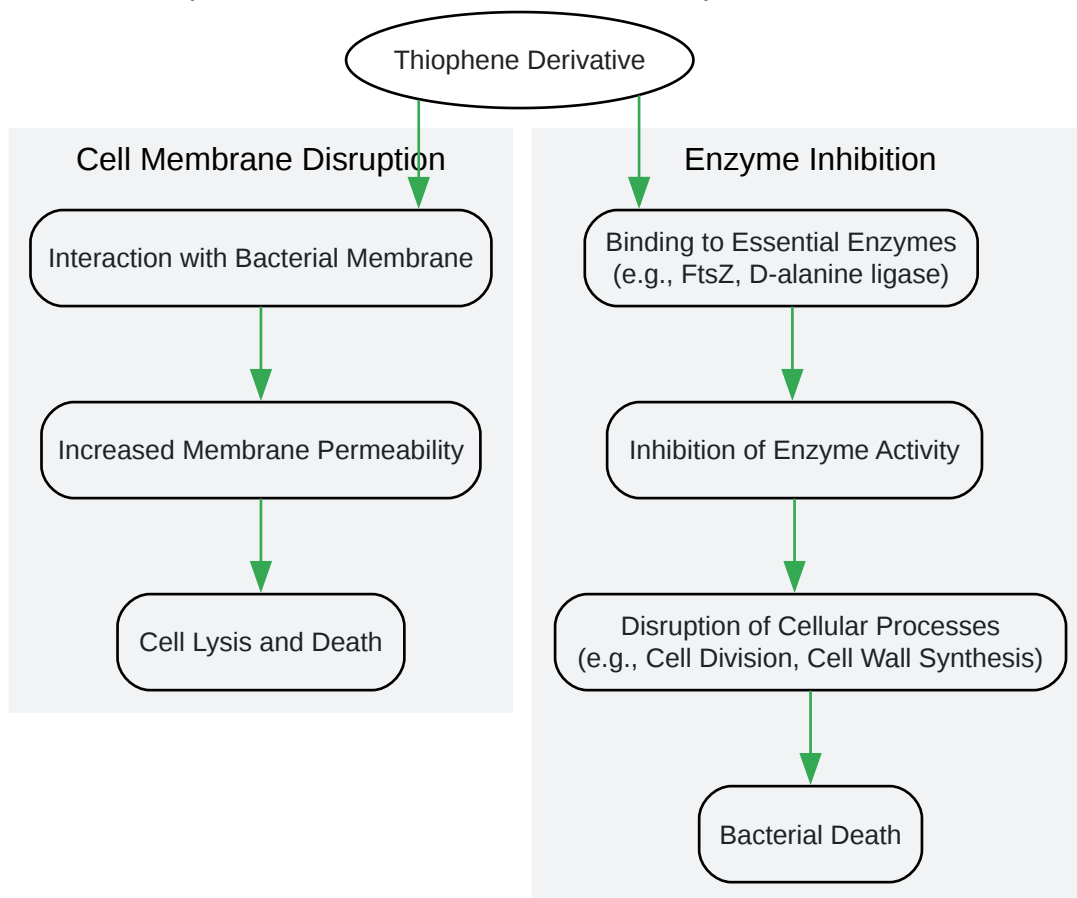 Thiophene Derivative
Cell Membrane Disruption
Interaction with Bacterial Membrane
Increased Membrane Permeability
Cell Lysis and Death
Enzyme Inhibition
Binding to Essential Enzymes
(e.g., FtsZ, D-alanine ligase)
Inhibition of Enzyme Activity
Disruption of Cellular Processes
(e.g., Cell Division, Cell Wall Synthesis)
Bacterial Death